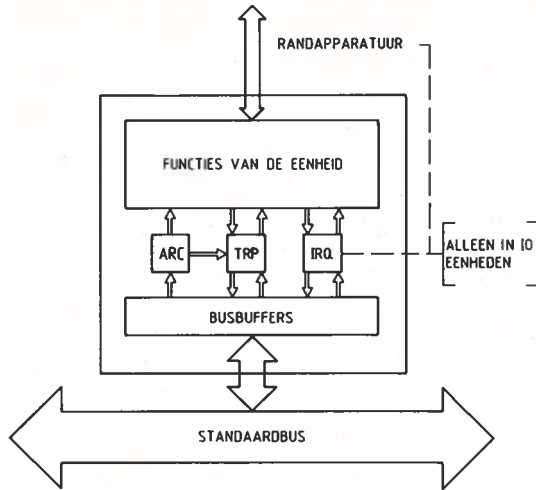 RANDAPPARATUUR
FUNCTIES VAN DE EENHEID
ARC
TRP
IRQ
ALLEEN IN IO
EENHEDEN
BUSBUFFERS
STANDAARDBUS